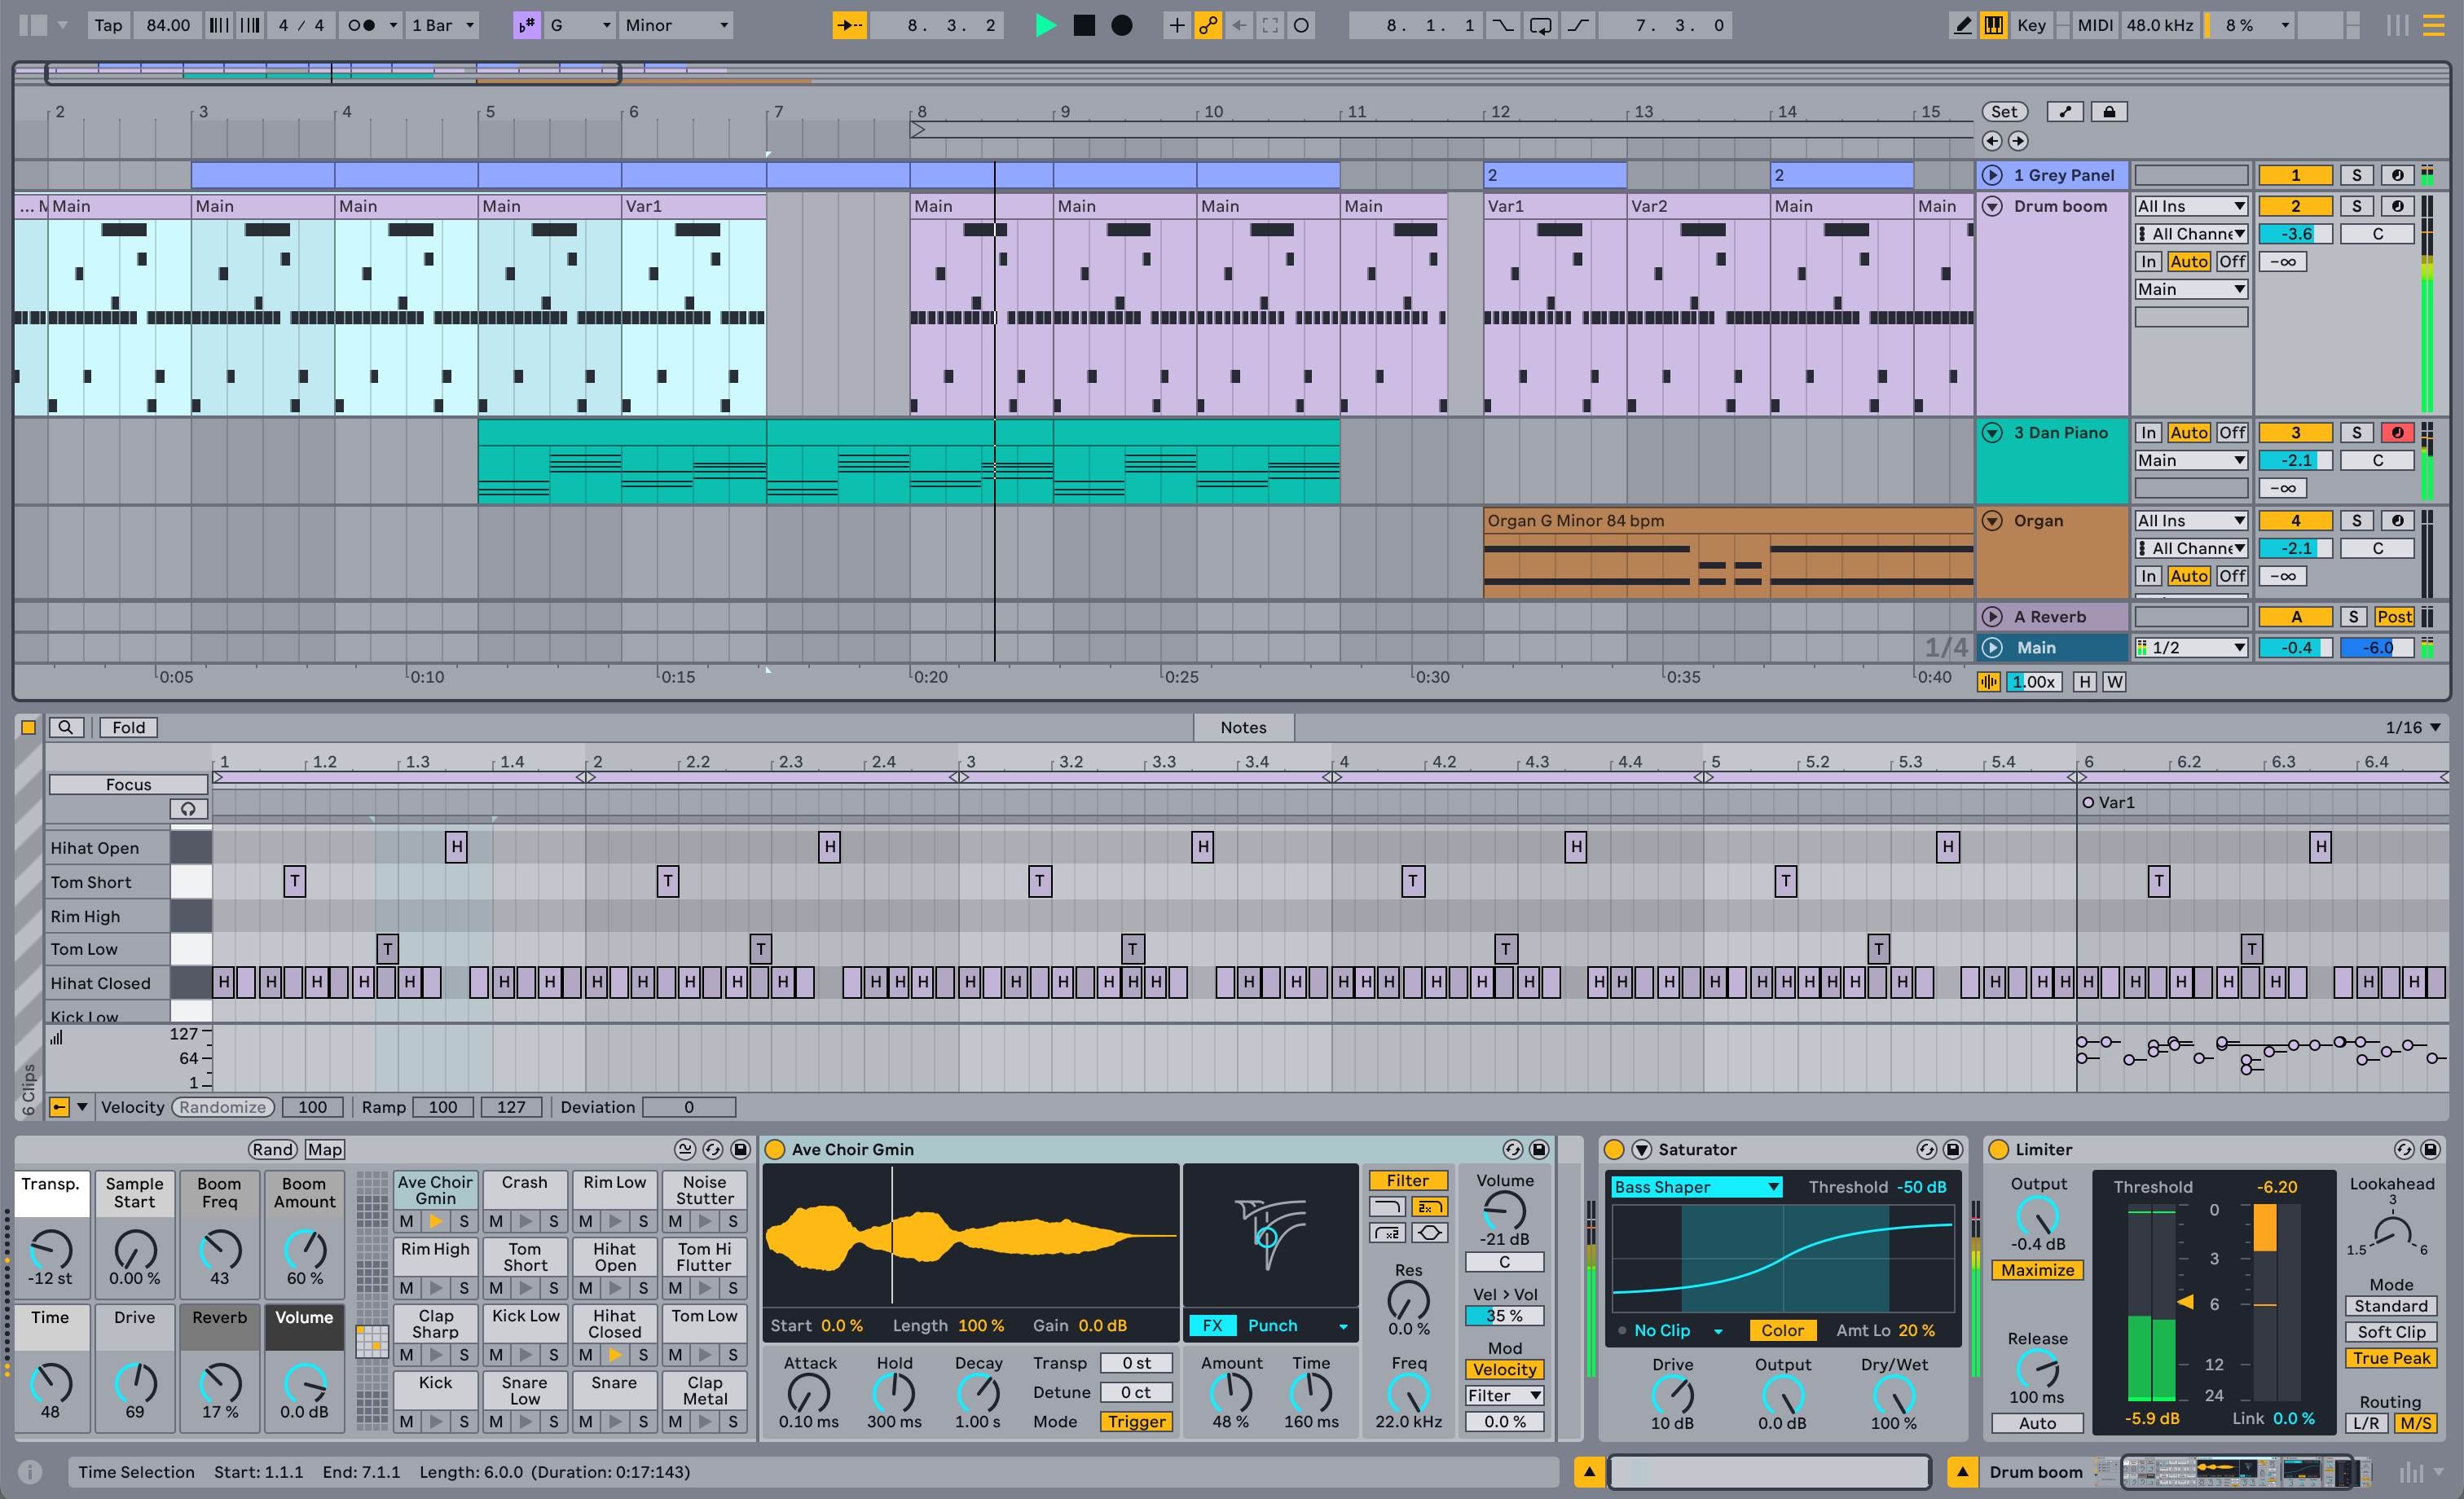 Tap 84.00 4 / 4 1 Bar ♭# G Minor 8. 3. 2 8. 1. 1 7. 3. 0 Key MIDI 48.0 kHz 8 %
2 3 4 5 6 7 8 9 10 11 12 13 14 15 Set
2 2 1 Grey Panel 1 S
... M Main Main Main Main Var1 Main Main Main Main Var1 Var2 Main Main Drum boom All Ins 2 S
All Channe -3.6 C
In Auto Off -∞
Main
3 Dan Piano In Auto Off 3 S
Main -2.1 C
-∞
Organ G Minor 84 bpm Organ All Ins 4 S
All Channe -2.1 C
In Auto Off -∞
A Reverb A S Post
1/4 Main 1/2 -0.4 -6.0
0:05 0:10 0:15 0:20 0:25 0:30 0:35 0:40 1.00x H W
Fold Notes 1/16
1 1.2 1.3 1.4 2 2.2 2.3 2.4 3 3.2 3.3 3.4 4 4.2 4.3 4.4 5 5.2 5.3 5.4 6 6.2 6.3 6.4
Focus
Var1
Hihat Open H H H H H H
Tom Short T T T T T T
Rim High
Tom Low T T T T T T
Hihat Closed H H H H H H H H H H H H H H H H H H H H H H H H H H H H H H H H H H H H H H H H H H H H H H H H H H H H
Kick Low
127
64
1
6 Clips
Velocity Randomize 100 Ramp 100 127 Deviation 0
Rand Map
Transp. Sample Start Boom Freq Boom Amount
-12 st 0.00 % 43 60 %
Time Drive Reverb Volume
48 69 17 % 0.0 dB
Ave Choir Gmin Crash Rim Low Noise Stutter
M S M S M S M S
Rim High Tom Short Hihat Open Tom Hi Flutter
M S M S M S M S
Clap Sharp Kick Low Hihat Closed Tom Low
M S M S M S M S
Kick Snare Low Snare Clap Metal
M S M S M S M S
Ave Choir Gmin
Start 0.0 % Length 100 % Gain 0.0 dB FX Punch
Attack Hold Decay Transp 0 st
Detune 0 ct
0.10 ms 300 ms 1.00 s Mode Trigger
Amount Time
48 % 160 ms
Filter
2x
x2
Res
0.0 %
Freq
22.0 kHz
Volume
-21 dB
C
Vel > Vol
35 %
Mod
Velocity
Filter
0.0 %
Saturator
Bass Shaper Threshold -50 dB
No Clip Color Amt Lo 20 %
Drive Output Dry/Wet
10 dB 0.0 dB 100 %
Limiter
Output
-0.4 dB
Maximize
Release
100 ms
Auto
Threshold -6.20
0
3
6
12
24
-5.9 dB Link 0.0 %
Lookahead
3
1.5 6
Mode
Standard
Soft Clip
True Peak
Routing
L/R M/S
Time Selection Start: 1.1.1 End: 7.1.1 Length: 6.0.0 (Duration: 0:17:143) Drum boom